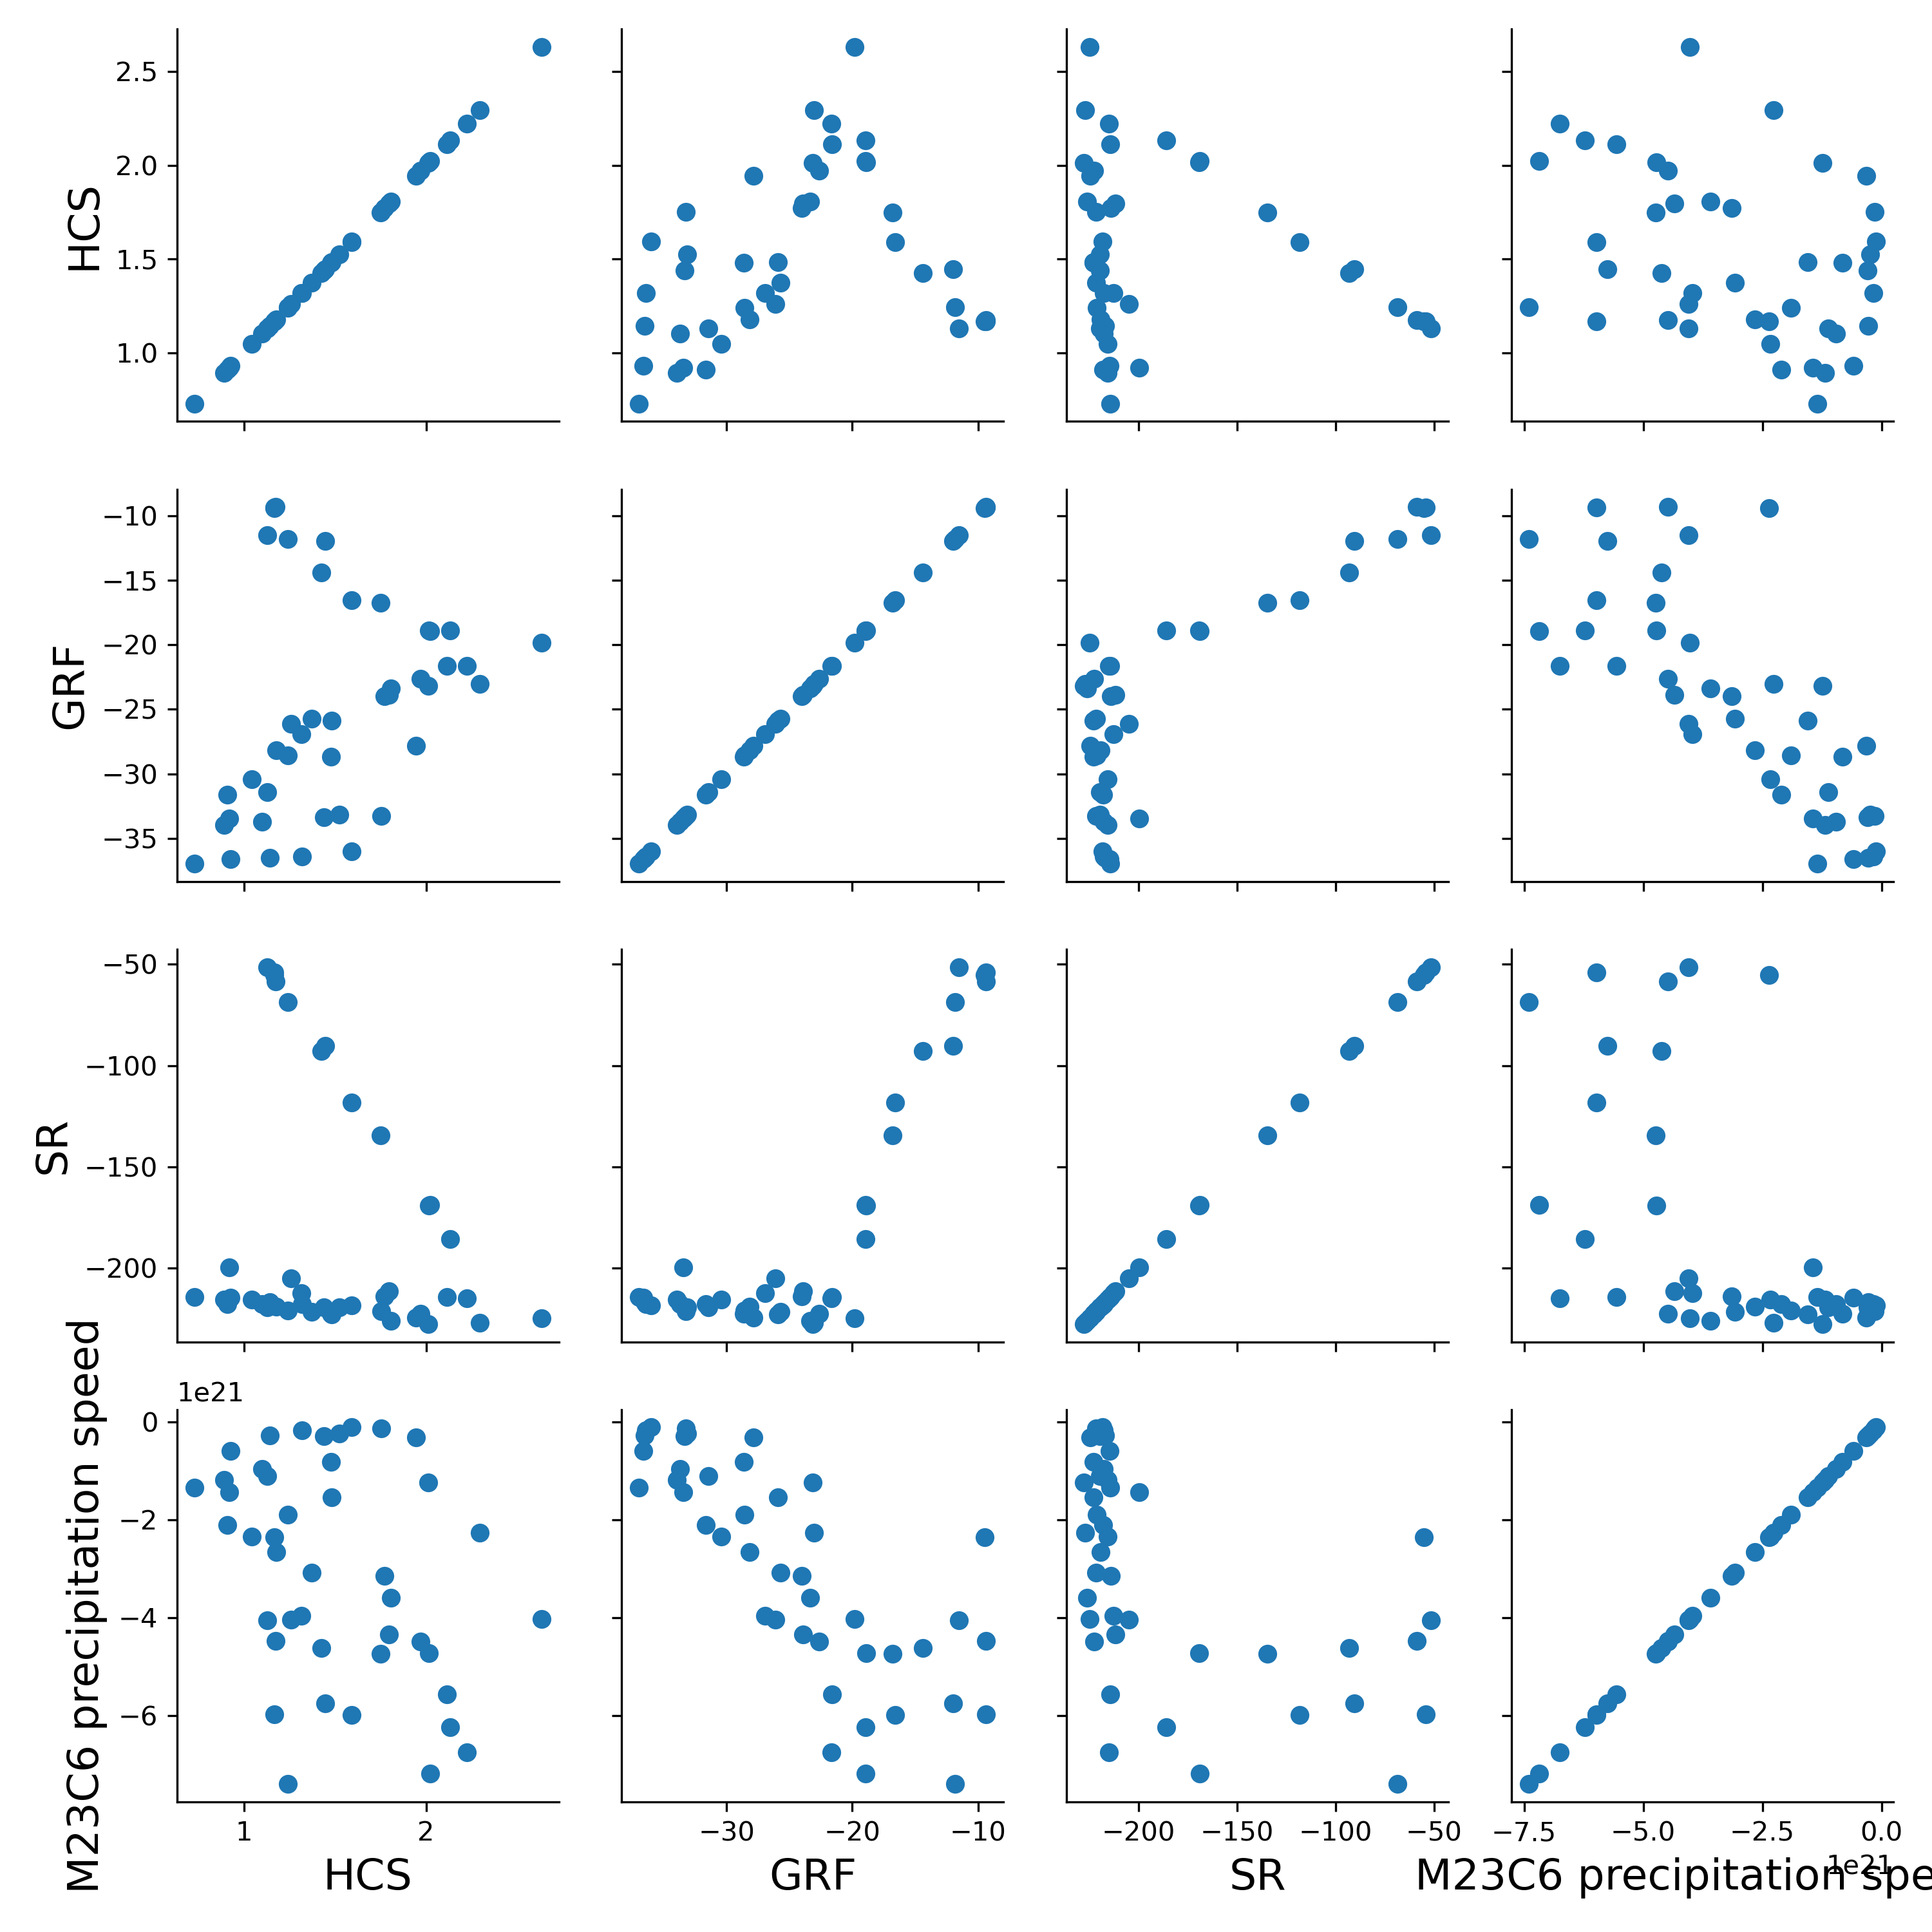 2.5
2.0
1.5
1.0
HCS
−10
−15
−20
−25
−30
−35
GRF
−50
−100
−150
−200
SR
1e21
0
−2
−4
−6
M23C6 precipitation speed
1 2
−30 −20 −10
−200 −150 −100 −50
−7.5 −5.0 −2.5 0.0
1e21
HCS GRF SR M23C6 precipitation spe